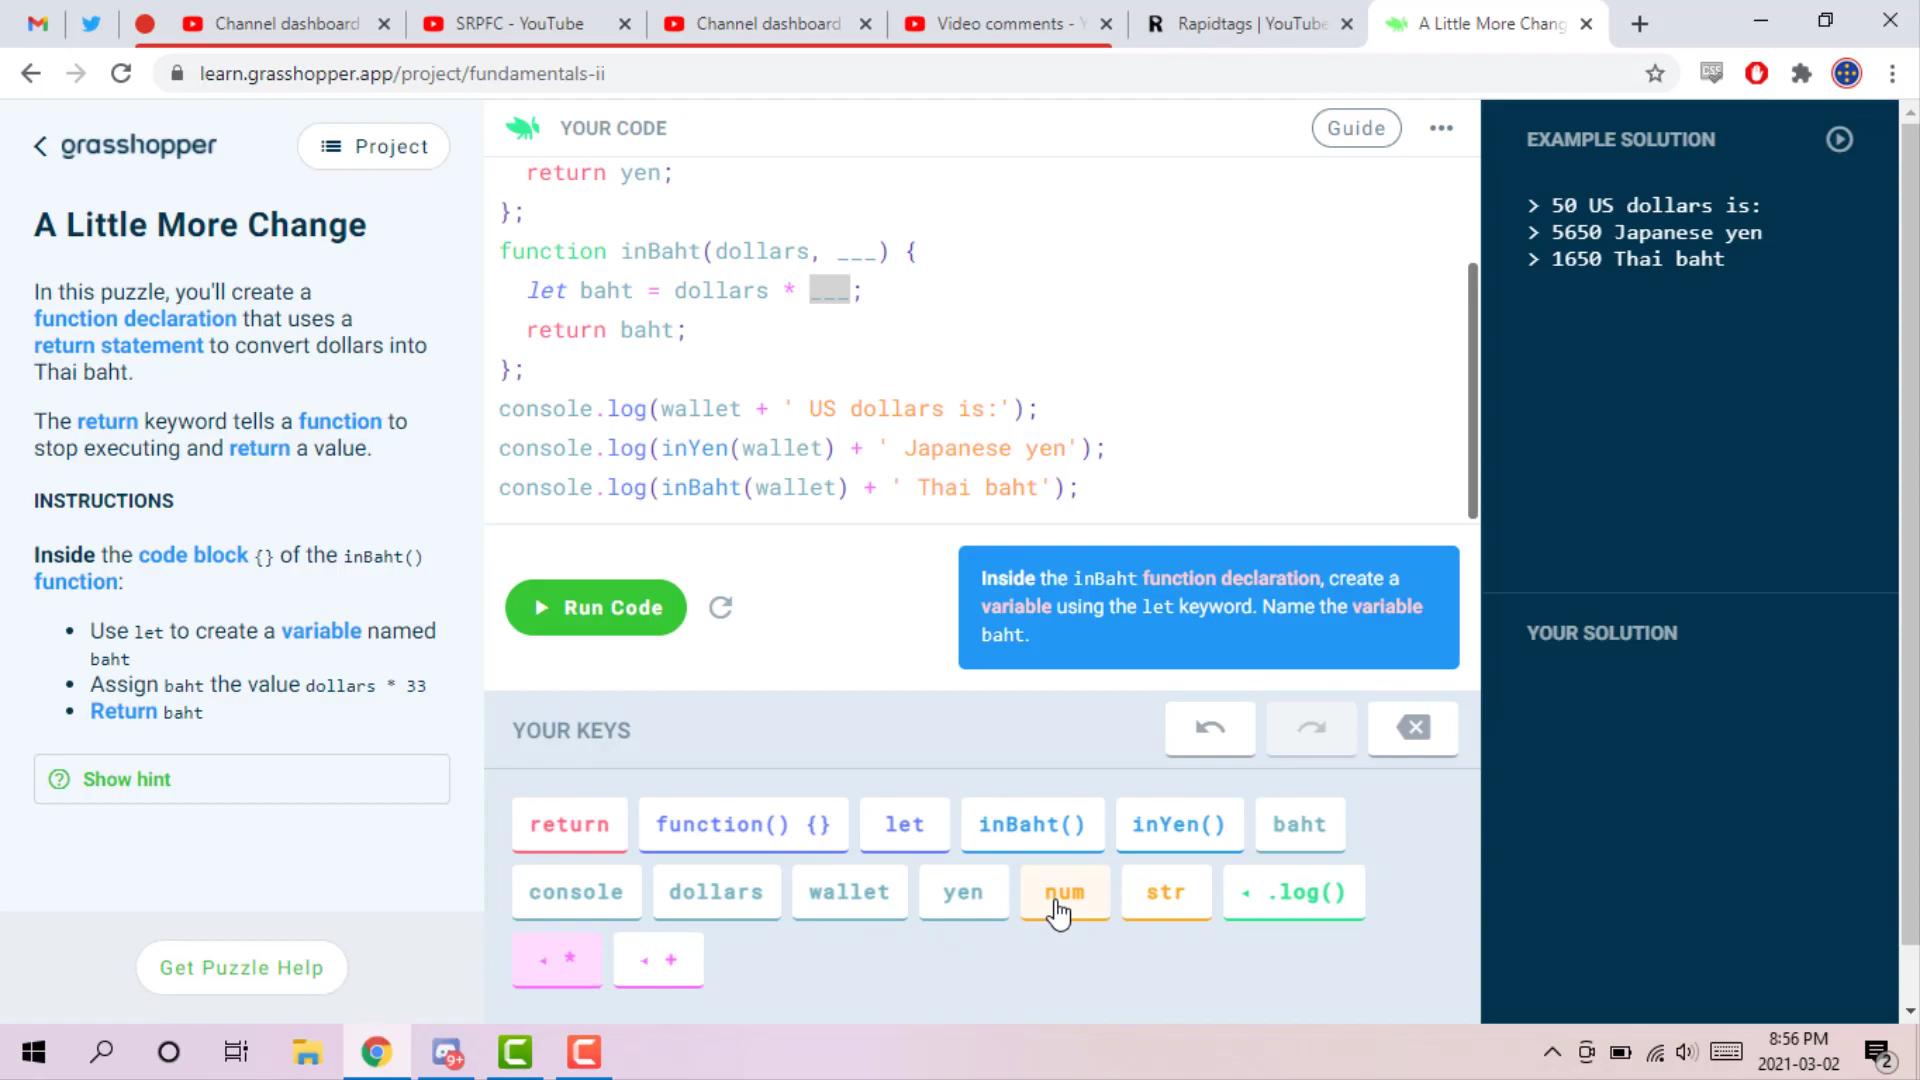 Channel dashboard
SRPFC - YouTube
Channel dashboard
Video comments -
Rapidtags | YouTube
A Little More Chang
learn.grasshopper.app/project/fundamentals-ii
grasshopper
Project
A Little More Change
In this puzzle, you'll create a
function declaration that uses a
return statement to convert dollars into
Thai baht.
The return keyword tells a function to
stop executing and return a value.
INSTRUCTIONS
Inside the code block {} of the inBaht()
function:
• Use let to create a variable named
baht
• Assign baht the value dollars * 33
• Return baht
Show hint
Get Puzzle Help
YOUR CODE
Guide
return yen;
};
function inBaht(dollars, ___) {
let baht = dollars * ___;
return baht;
};
console.log(wallet + ' US dollars is:');
console.log(inYen(wallet) + ' Japanese yen');
console.log(inBaht(wallet) + ' Thai baht');
Run Code
Inside the inBaht function declaration, create a
variable using the let keyword. Name the variable
baht.
YOUR KEYS
return
function() {}
let
inBaht()
inYen()
baht
console
dollars
wallet
yen
num
str
.log()
*
+
EXAMPLE SOLUTION
> 50 US dollars is:
> 5650 Japanese yen
> 1650 Thai baht
YOUR SOLUTION
9+
8:56 PM
2021-03-02
2